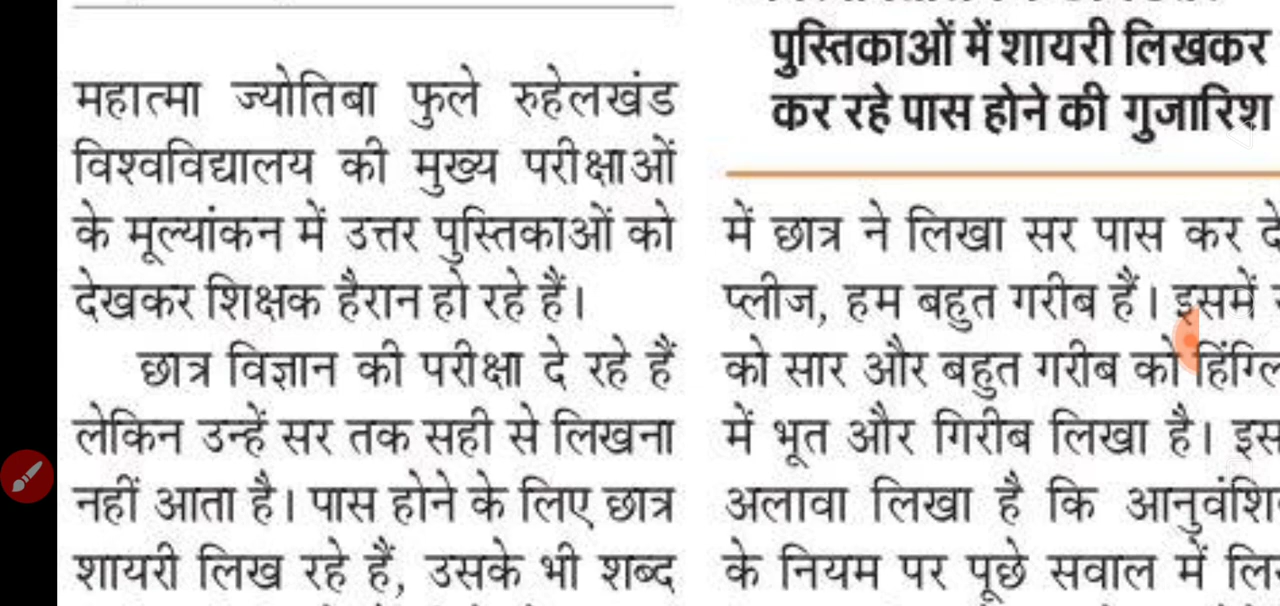 महात्मा ज्योतिबा फुले रुहेलखंड
विश्वविद्यालय की मुख्य परीक्षाओं
के मूल्यांकन में उत्तर पुस्तिकाओं को
देखकर शिक्षक हैरान हो रहे हैं।
छात्र विज्ञान की परीक्षा दे रहे हैं
लेकिन उन्हें सर तक सही से लिखना
नहीं आता है। पास होने के लिए छात्र
शायरी लिख रहे हैं, उसके भी शब्द
पुस्तिकाओं में शायरी लिखकर
कर रहे पास होने की गुजारिश
में छात्र ने लिखा सर पास कर
प्लीज, हम बहुत गरीब हैं। इसमें
को सार और बहुत गरीब को
में भूत और गिरीब लिखा है। इस
अलावा लिखा है कि
के नियम पर पूछे सवाल में